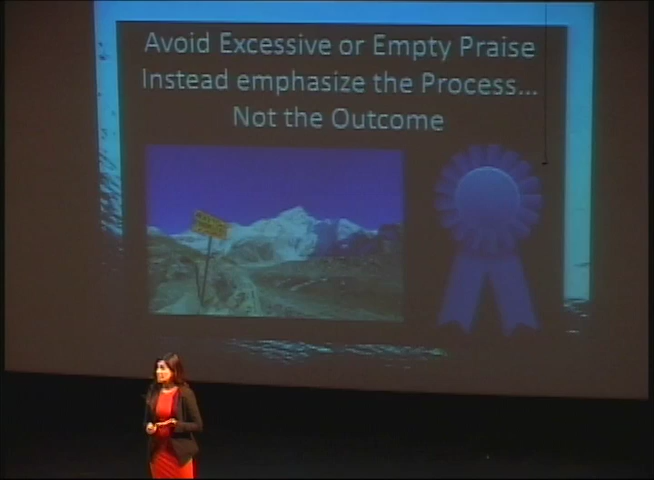 Avoid Excessive or Empty Praise
Instead emphasize the Process...
Not the Outcome